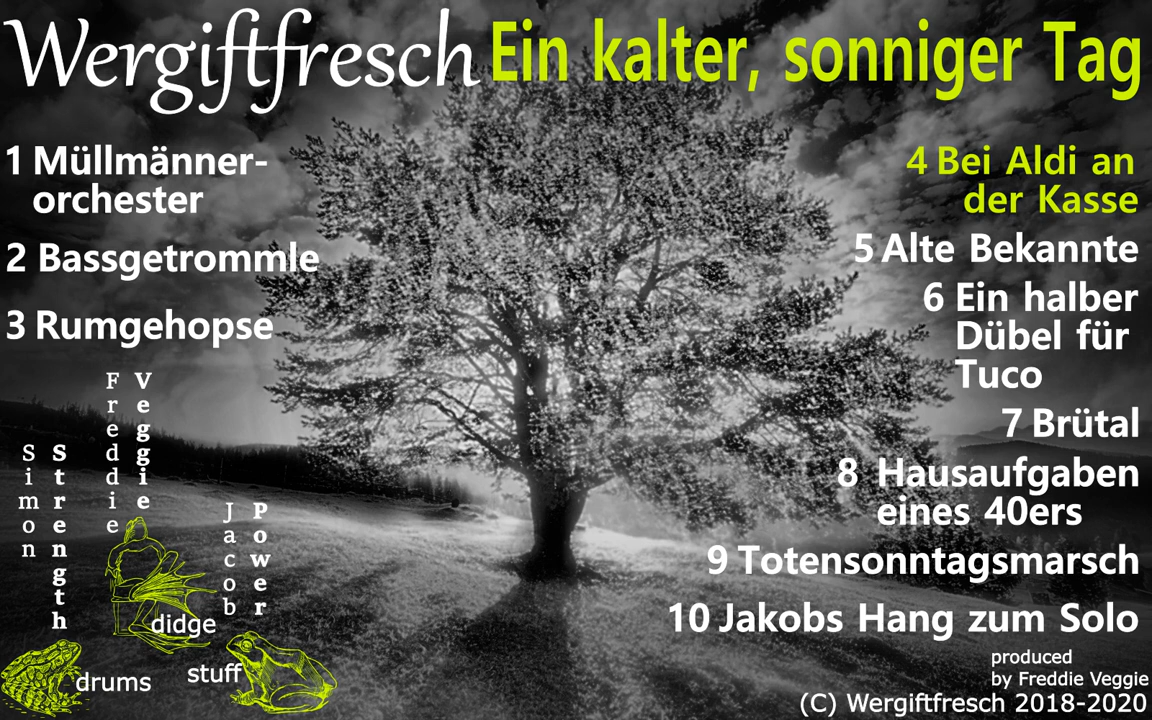 Wergiftfresch Ein kalter, sonniger Tag
1 Müllmänner-
orchester
2 Bassgetrommle
3 Rumgehopse
4 Bei Aldi an
der Kasse
5 Alte Bekannte
6 Ein halber
Dübel für
Tuco
7 Brütal
8 Hausaufgaben
eines 40ers
9 Totensonntagsmarsch
10 Jakobs Hang zum Solo
Simon
Strength
drums
Freddie
Veggie
didge
Jacob
Power
stuff
produced
by Freddie Veggie
(C) Wergiftfresch 2018-2020